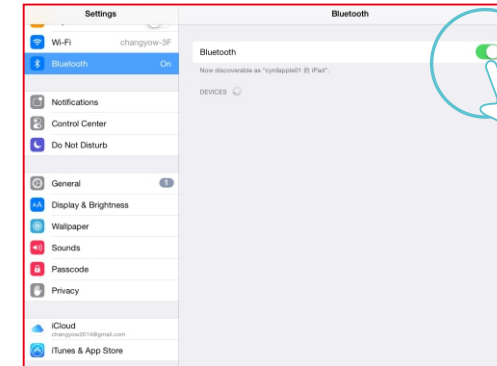 Settings
Bluetooth
Wi-Fi changyow-3F
Bluetooth On
Notifications
Control Center
Do Not Disturb
General 1
Display & Brightness
Wallpaper
Sounds
Passcode
Privacy
iCloud
changyow2014@gmail.com
iTunes & App Store
Bluetooth
Now discoverable as "cyrdapple01 的 iPad".
DEVICES